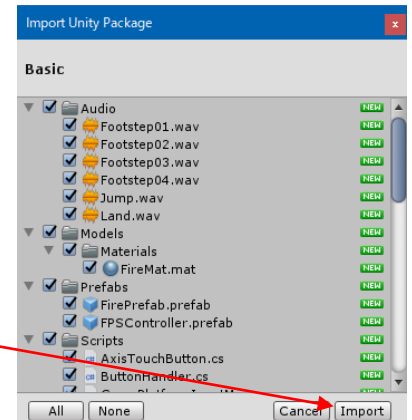 Import Unity Package x
Basic
Audio NEW
Footstep01.wav NEW
Footstep02.wav NEW
Footstep03.wav NEW
Footstep04.wav NEW
Jump.wav NEW
Land.wav NEW
Models NEW
Materials NEW
FireMat.mat NEW
Prefabs NEW
FirePrefab.prefab NEW
FPSController.prefab NEW
Scripts NEW
AxisTouchButton.cs NEW
ButtonHandler.cs NEW
All None Cancel Import